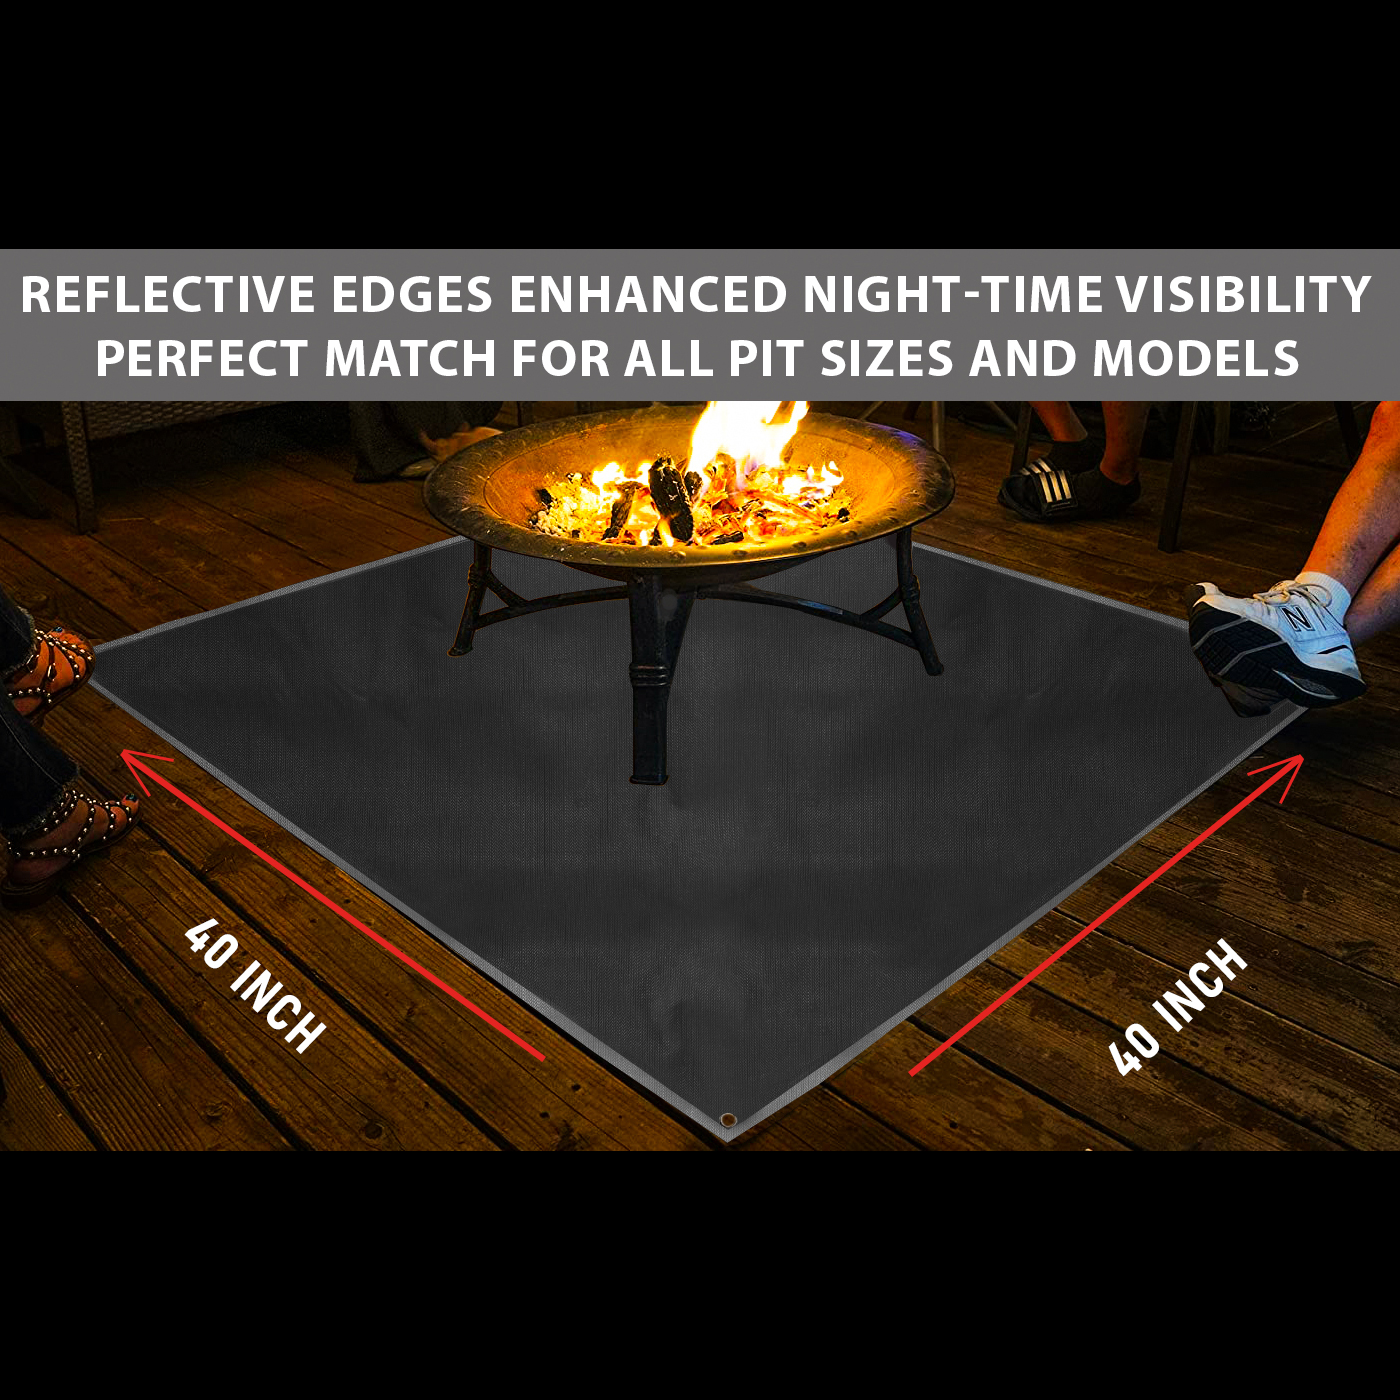 REFLECTIVE EDGES ENHANCED NIGHT-TIME VISIBILITY
PERFECT MATCH FOR ALL PIT SIZES AND MODELS
N
40 INCH
40 INCH